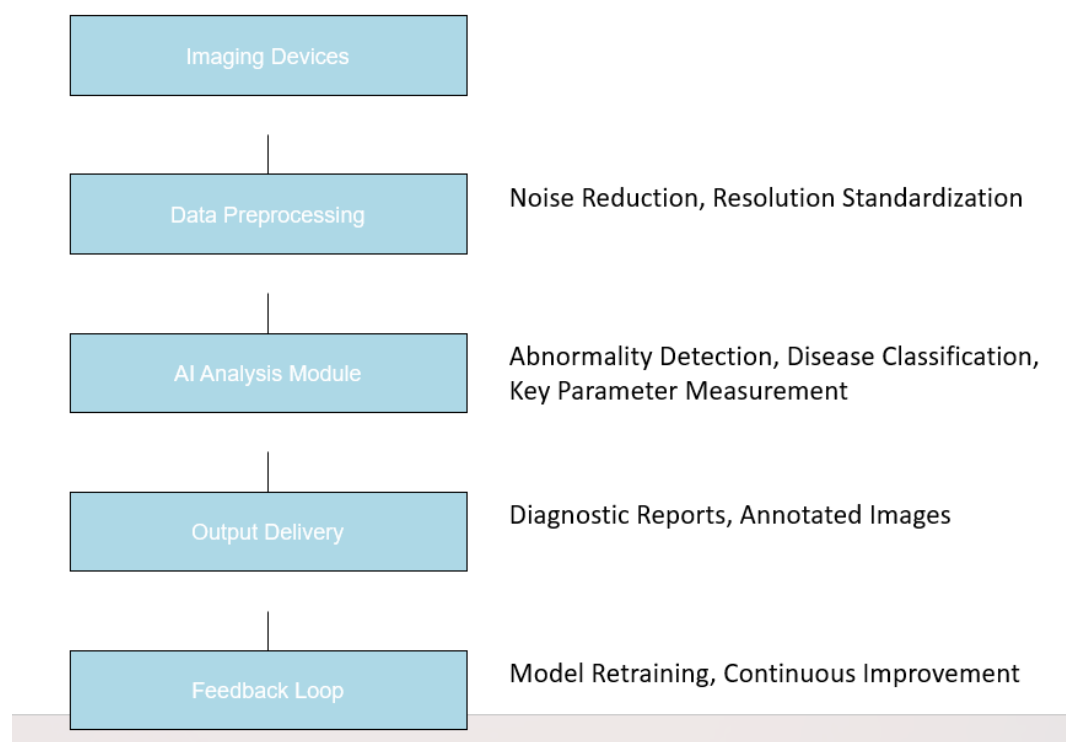 Imaging Devices
Data Preprocessing
Noise Reduction, Resolution Standardization
AI Analysis Module
Abnormality Detection, Disease Classification,
Key Parameter Measurement
Output Delivery
Diagnostic Reports, Annotated Images
Feedback Loop
Model Retraining, Continuous Improvement